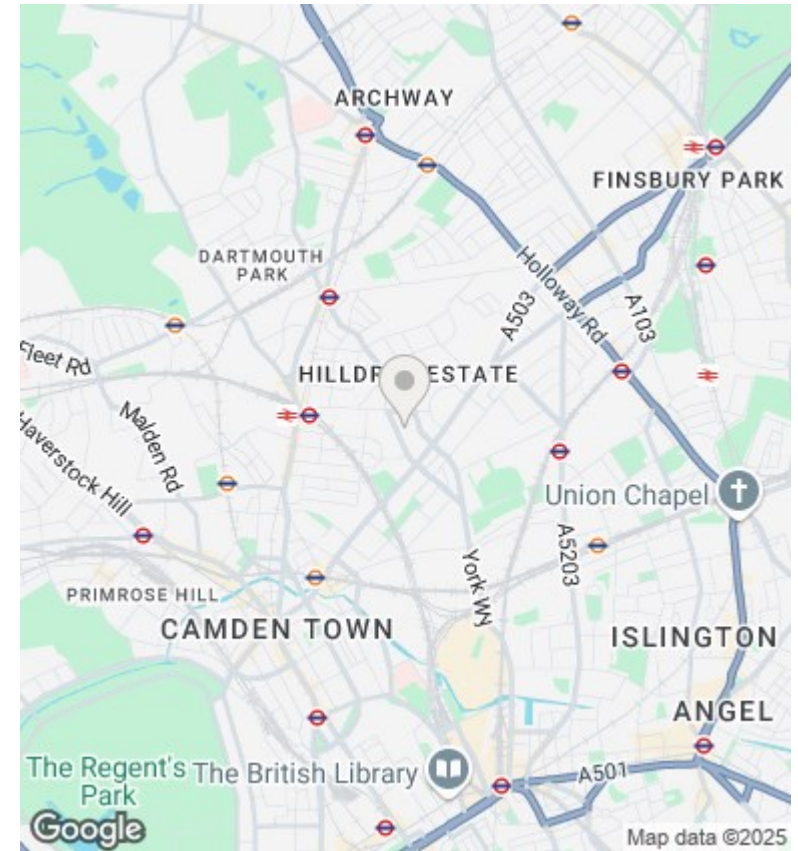 ARCHWAY
FINSBURY PARK
DARTMOUTH
PARK
Holloway Rd
A503
A103
Fleet Rd
HILLDR ESTATE
Malden Rd
Haverstock Hill
Union Chapel
A5203
York Wy
PRIMROSE HILL
CAMDEN TOWN
ISLINGTON
ANGEL
The Regent's
Park
The British Library
A501
Google
Map data ©2025